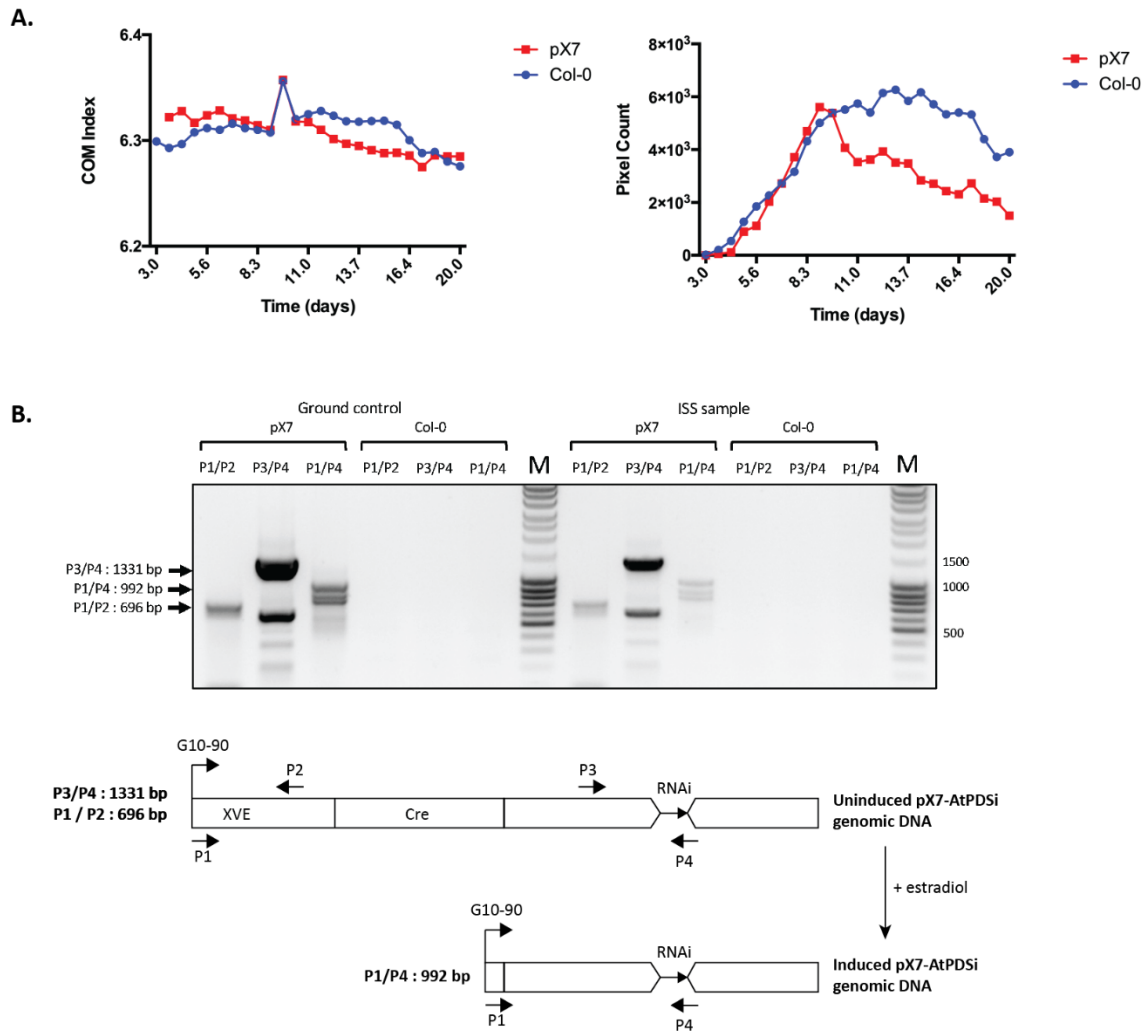 A.
6.4
6.3
6.2
COM Index
3.0 5.6 8.3 11.0 13.7 16.4 20.0
Time (days)
pX7
Col-0
8×10³
6×10³
4×10³
2×10³
0
Pixel Count
3.0 5.6 8.3 11.0 13.7 16.4 20.0
Time (days)
pX7
Col-0
B.
Ground control
ISS sample
pX7 Col-0 pX7 Col-0
P1/P2 P3/P4 P1/P4 P1/P2 P3/P4 P1/P4 M P1/P2 P3/P4 P1/P4 P1/P2 P3/P4 P1/P4 M
P3/P4 : 1331 bp
P1/P4 : 992 bp
P1/P2 : 696 bp
1500
1000
500
G10-90
P3/P4 : 1331 bp
P1 / P2 : 696 bp
P2
P3
RNAi
XVE
Cre
P1
P4
Uninduced pX7-AtPDSi
genomic DNA
+ estradiol
G10-90
RNAi
P1/P4 : 992 bp
P1
P4
Induced pX7-AtPDSi
genomic DNA